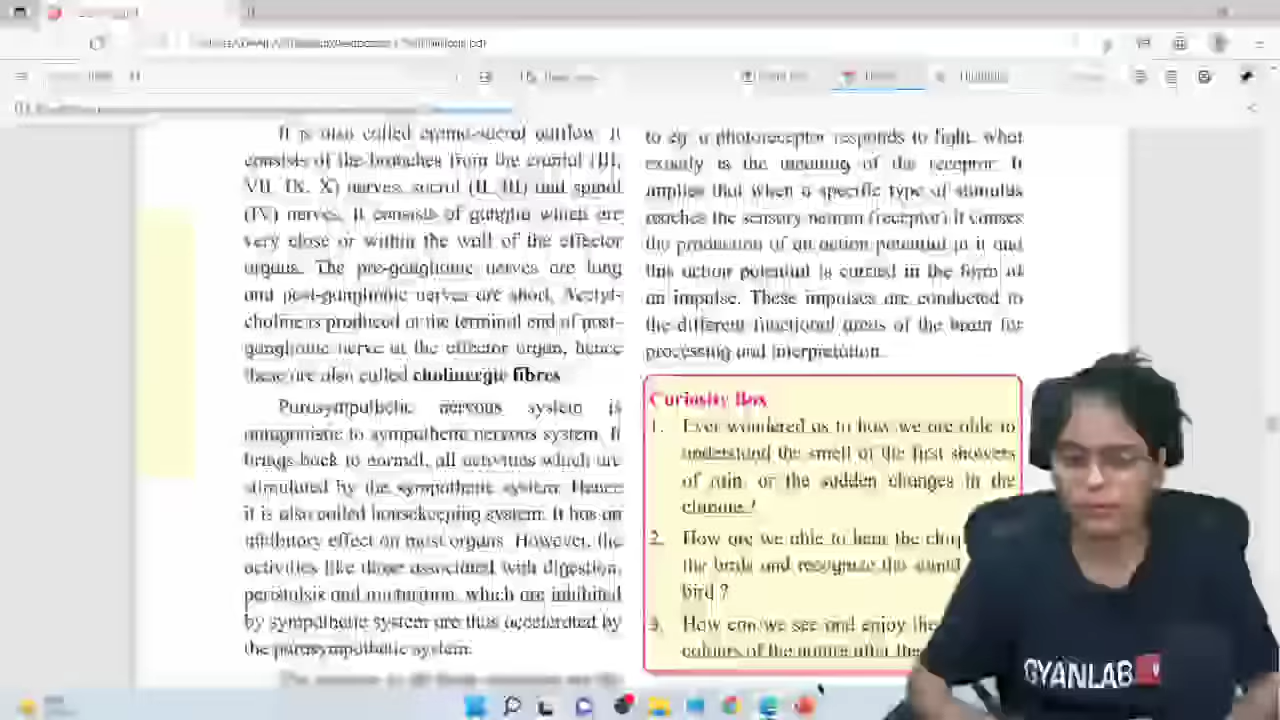 It is also called cranio-sacral outflow. It
consists of the branches from the cranial (III,
VII, IX, X) nerves, sacral (II, III) and spinal
(IV) nerves. It consists of ganglia which are
very close or within the wall of the effector
organs. The pre-ganglionic nerves are long
and post-ganglionic nerves are short. Acetyl-
choline is produced at the terminal end of post-
ganglionic nerve at the effector organ, hence
these are also called cholinergic fibres
Parasympathetic nervous system is
antagonistic to sympathetic nervous system. It
brings back to normal, all activities which are
stimulated by the sympathetic system. Hence
it is also called housekeeping system. It has an
inhibitory effect on most organs. However, the
activities like those associated with digestion,
peristalsis and micturition, which are inhibited
by sympathetic system are thus accelerated by
the parasympathetic system.
to eg. a photoreceptor responds to light, what
exactly is the meaning of the receptor. It
implies that when a specific type of stimulus
reaches the sensory neuron (receptor) it causes
the production of an action potential in it and
this action potential is carried in the form of
an impulse. These impulses are conducted to
the different functional areas of the brain for
processing and interpretation.
Curiosity Box
1. Ever wondered as to how we are able to
understand the smell of the first showers
of rain, or the sudden changes in the
climate?
2. How are we able to hear the
the birds and recognize the
bird ?
3. How can we see and enjoy the
colours of the nature after the
GYANLAB